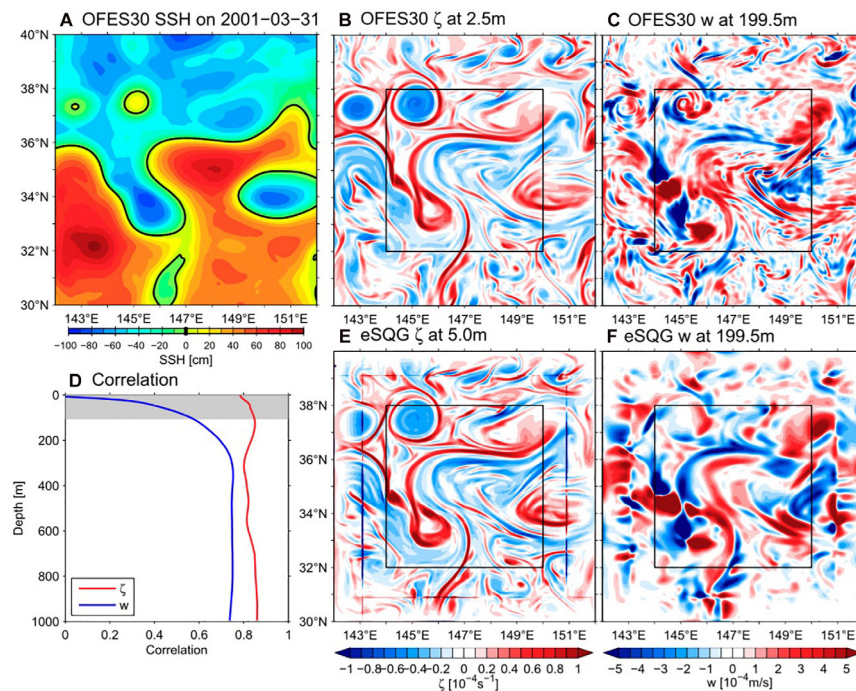 A OFES30 SSH on 2001−03−31
40°N
38°N
36°N
34°N
32°N
30°N
143°E 145°E 147°E 149°E 151°E
−100 −80 −60 −40 −20 0 20 40 60 80 100
SSH [cm]
B OFES30 ζ at 2.5m
40°N
38°N
36°N
34°N
32°N
30°N
143°E 145°E 147°E 149°E 151°E
C OFES30 w at 199.5m
143°E 145°E 147°E 149°E 151°E
D Correlation
0
200
400
600
800
1000
Depth [m]
ζ
w
0 0.2 0.4 0.6 0.8 1
Correlation
E eSQG ζ at 5.0m
38°N
36°N
34°N
32°N
30°N
143°E 145°E 147°E 149°E 151°E
−1 −0.8 −0.6 −0.4 −0.2 0 0.2 0.4 0.6 0.8 1
ζ [10⁻⁴s⁻¹]
F eSQG w at 199.5m
143°E 145°E 147°E 149°E 151°E
−5 −4 −3 −2 −1 0 1 2 3 4 5
w [10⁻⁴m/s]